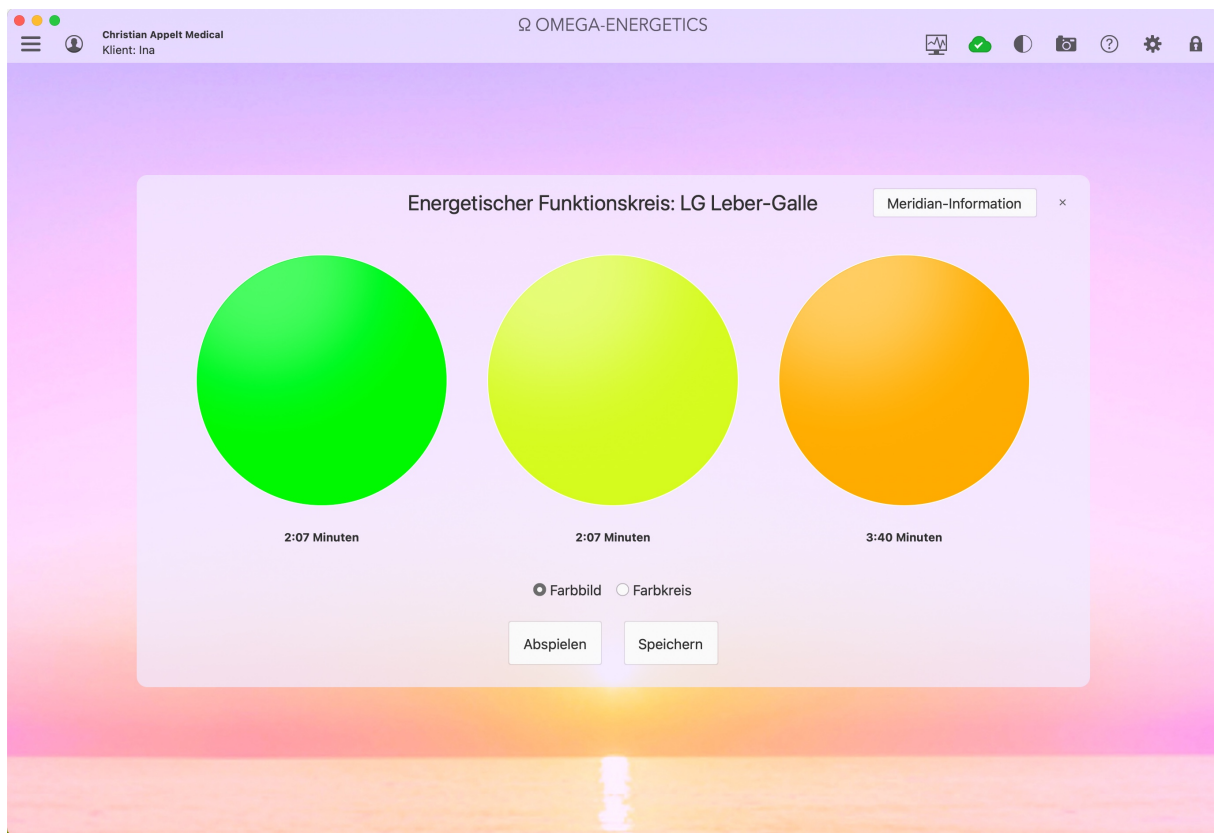 Ω OMEGA-ENERGETICS
Christian Appelt Medical
Klient: Ina
Energetischer Funktionskreis: LG Leber-Galle
Meridian-Information
×
2:07 Minuten
2:07 Minuten
3:40 Minuten
Farbbild
Farbkreis
Abspielen
Speichern